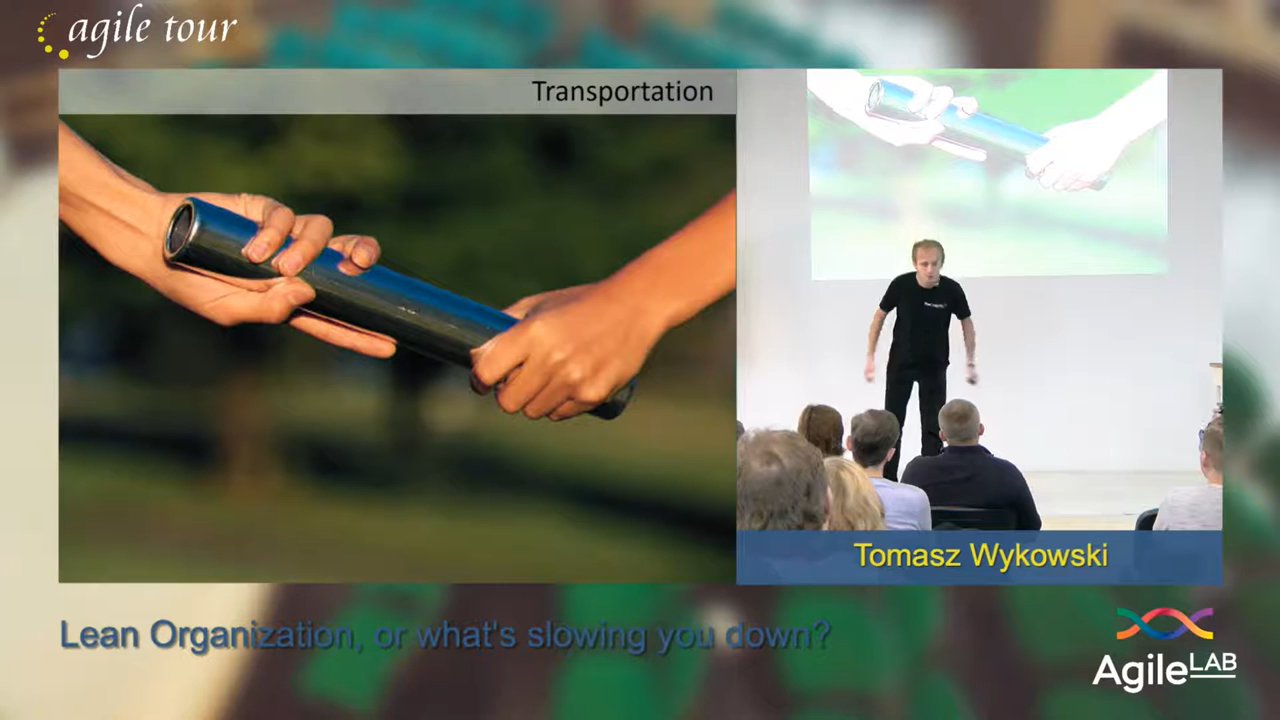 agile tour
Transportation
Tomasz Wykowski
Lean Organization, or what's slowing you down?
AgileLAB